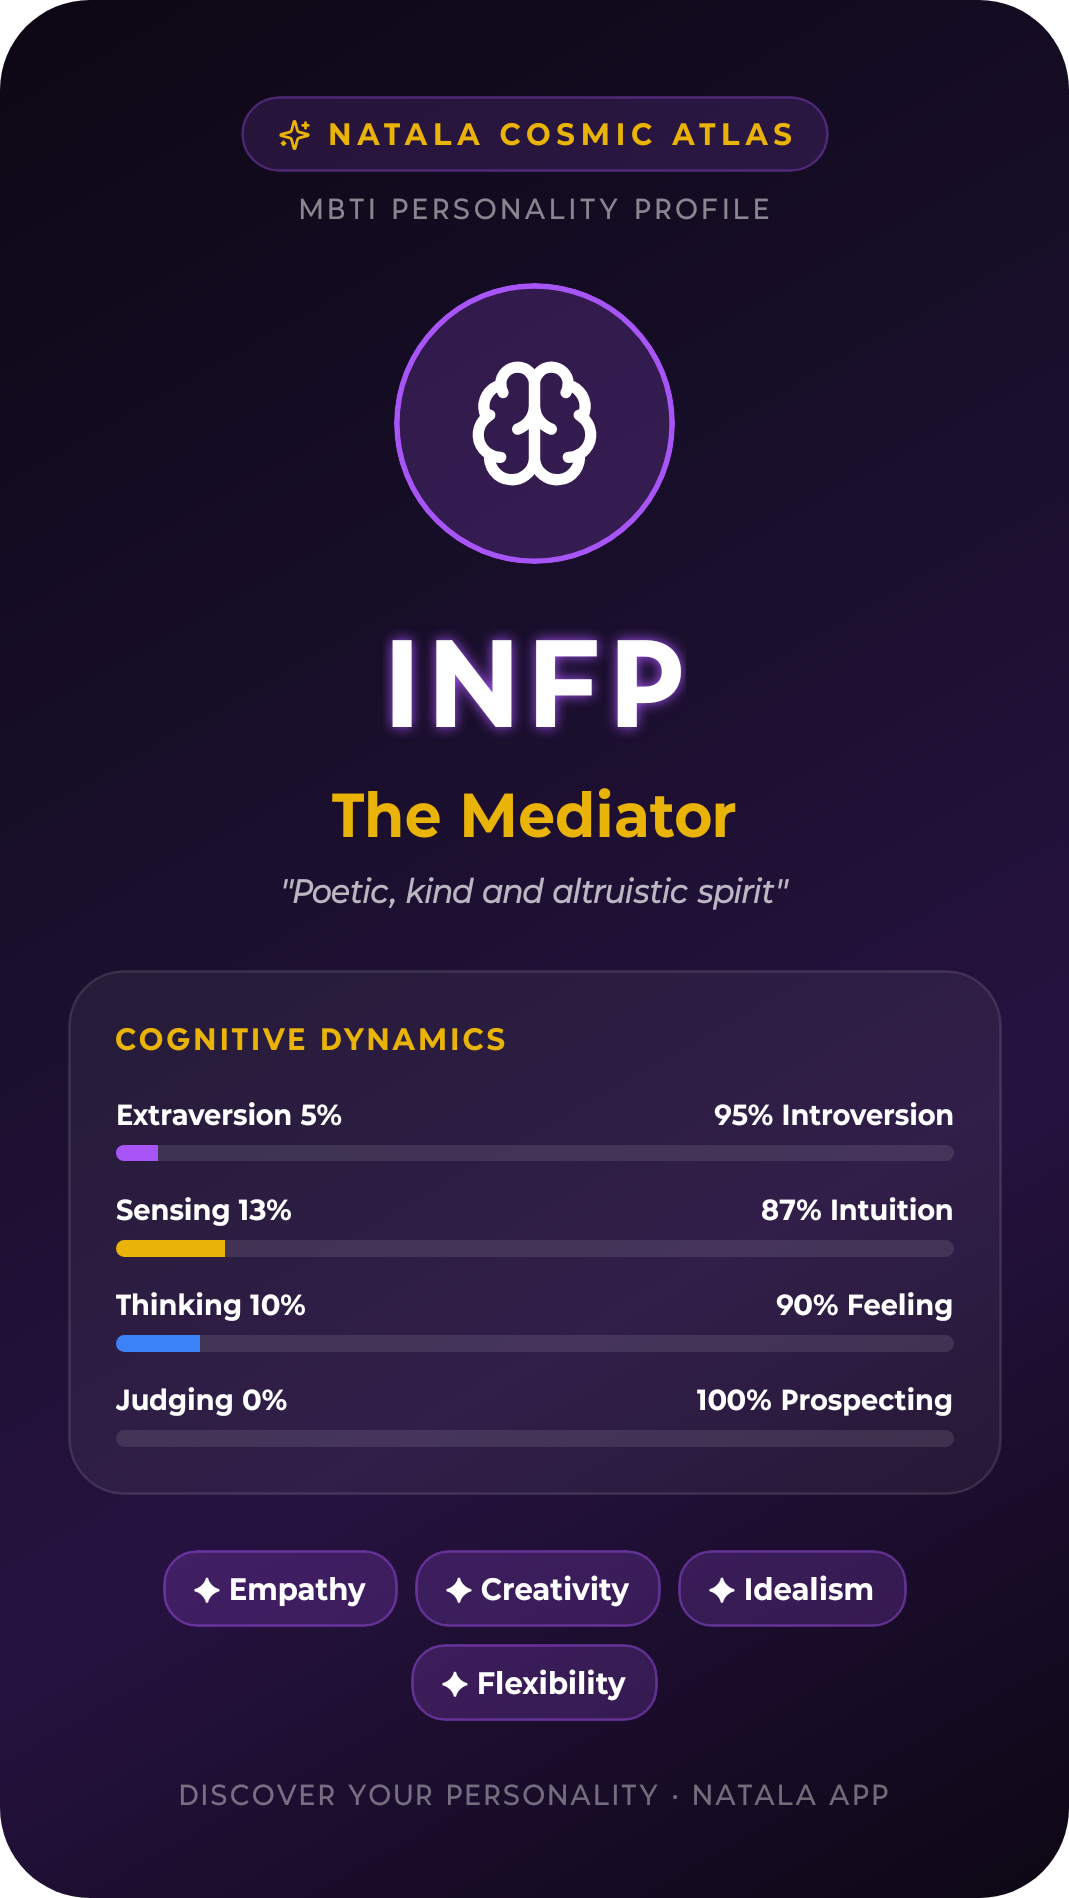 NATALA COSMIC ATLAS
MBTI PERSONALITY PROFILE
INFP
The Mediator
"Poetic, kind and altruistic spirit"
COGNITIVE DYNAMICS
Extraversion 5% 95% Introversion
Sensing 13% 87% Intuition
Thinking 10% 90% Feeling
Judging 0% 100% Prospecting
✦ Empathy ✦ Creativity ✦ Idealism
✦ Flexibility
DISCOVER YOUR PERSONALITY · NATALA APP